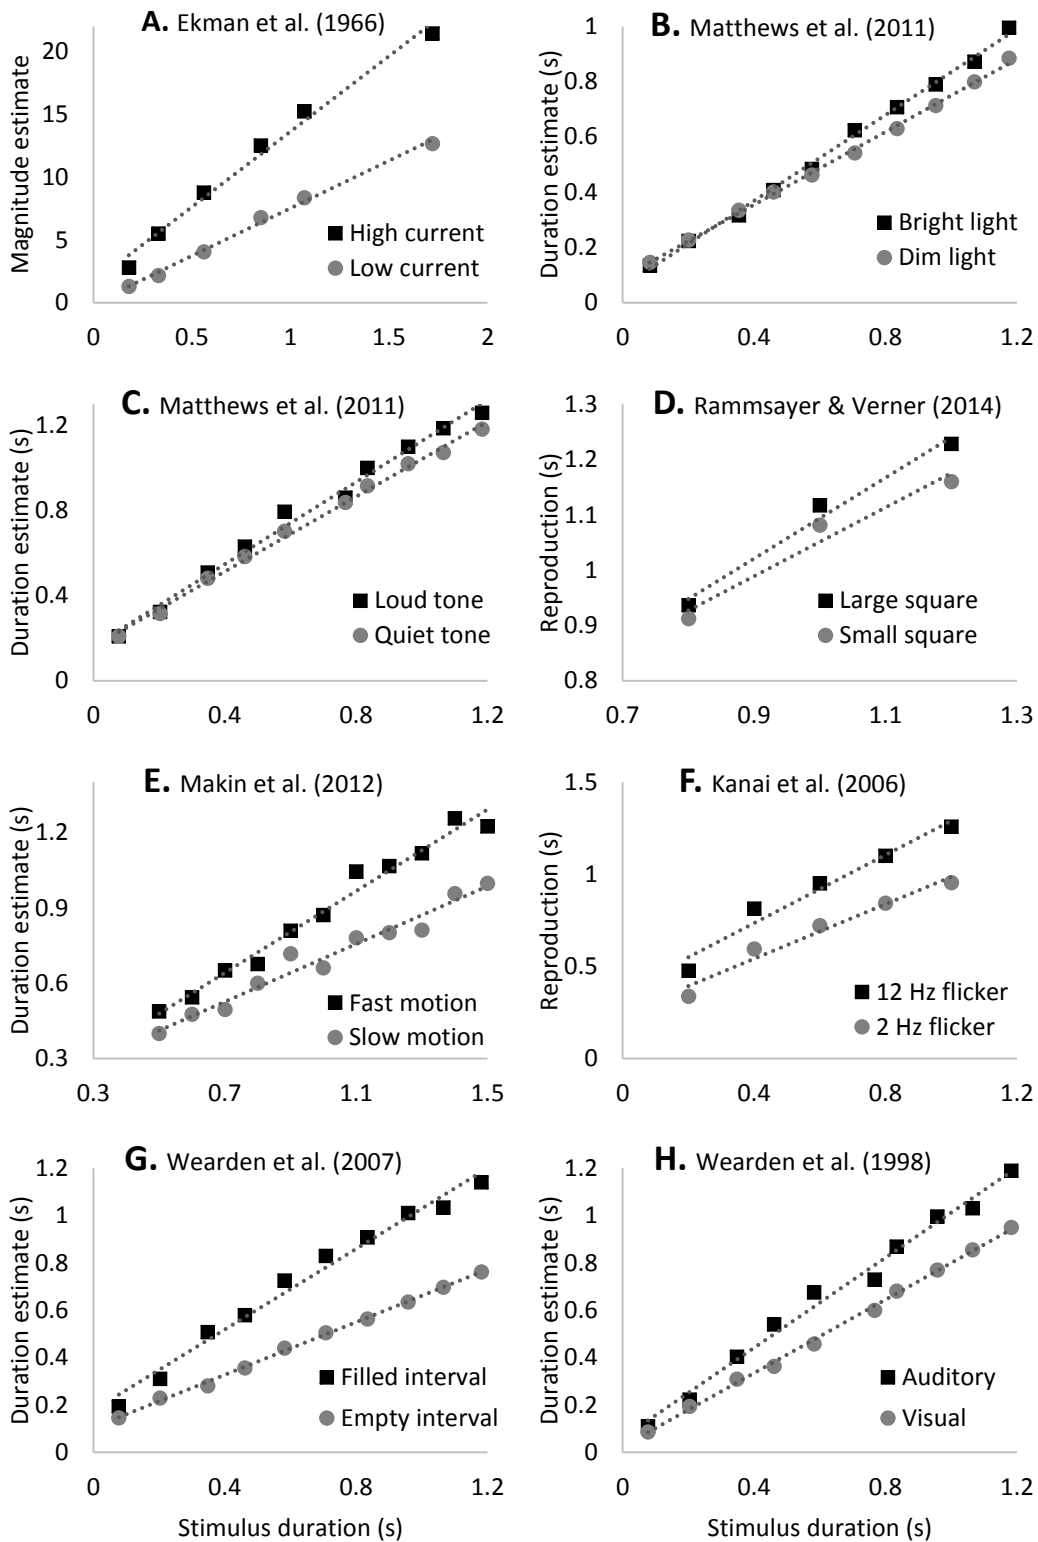 A. Ekman et al. (1966)
Magnitude estimate
20
15
10
5
0
0 0.5 1 1.5 2
High current
Low current
B. Matthews et al. (2011)
Duration estimate (s)
1
0.8
0.6
0.4
0.2
0
0 0.4 0.8 1.2
Bright light
Dim light
C. Matthews et al. (2011)
Duration estimate (s)
1.2
0.8
0.4
0
0 0.4 0.8 1.2
Loud tone
Quiet tone
D. Rammsayer & Verner (2014)
Reproduction (s)
1.3
1.2
1.1
1
0.9
0.8
0.7 0.9 1.1 1.3
Large square
Small square
E. Makin et al. (2012)
Duration estimate (s)
1.2
0.9
0.6
0.3
0.3 0.7 1.1 1.5
Fast motion
Slow motion
F. Kanai et al. (2006)
Reproduction (s)
1.5
1
0.5
0
0 0.4 0.8 1.2
12 Hz flicker
2 Hz flicker
G. Wearden et al. (2007)
Duration estimate (s)
1.2
1
0.8
0.6
0.4
0.2
0
0 0.4 0.8 1.2
Filled interval
Empty interval
Stimulus duration (s)
H. Wearden et al. (1998)
Duration estimate (s)
1.2
1
0.8
0.6
0.4
0.2
0
0 0.4 0.8 1.2
Auditory
Visual
Stimulus duration (s)